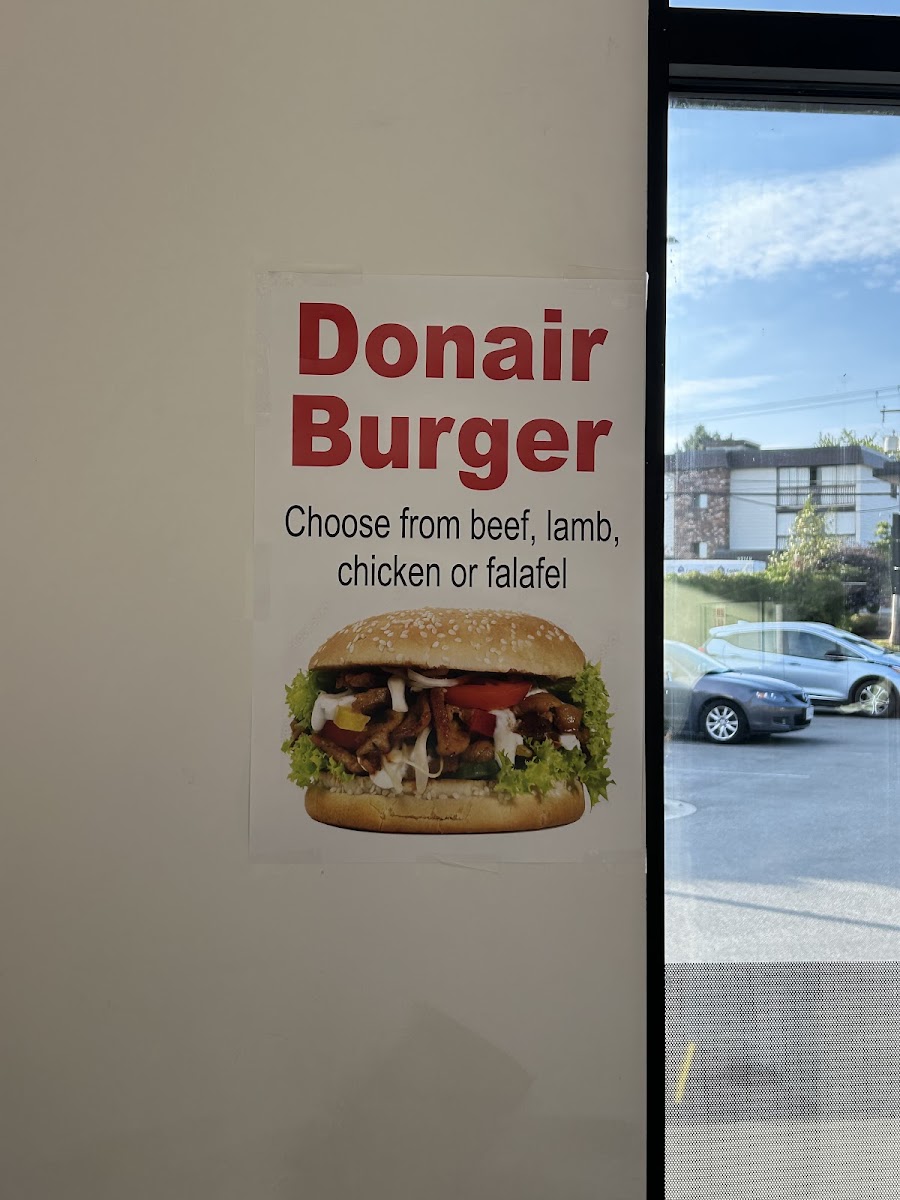 Donair
Burger
Choose from beef, lamb,
chicken or falafel